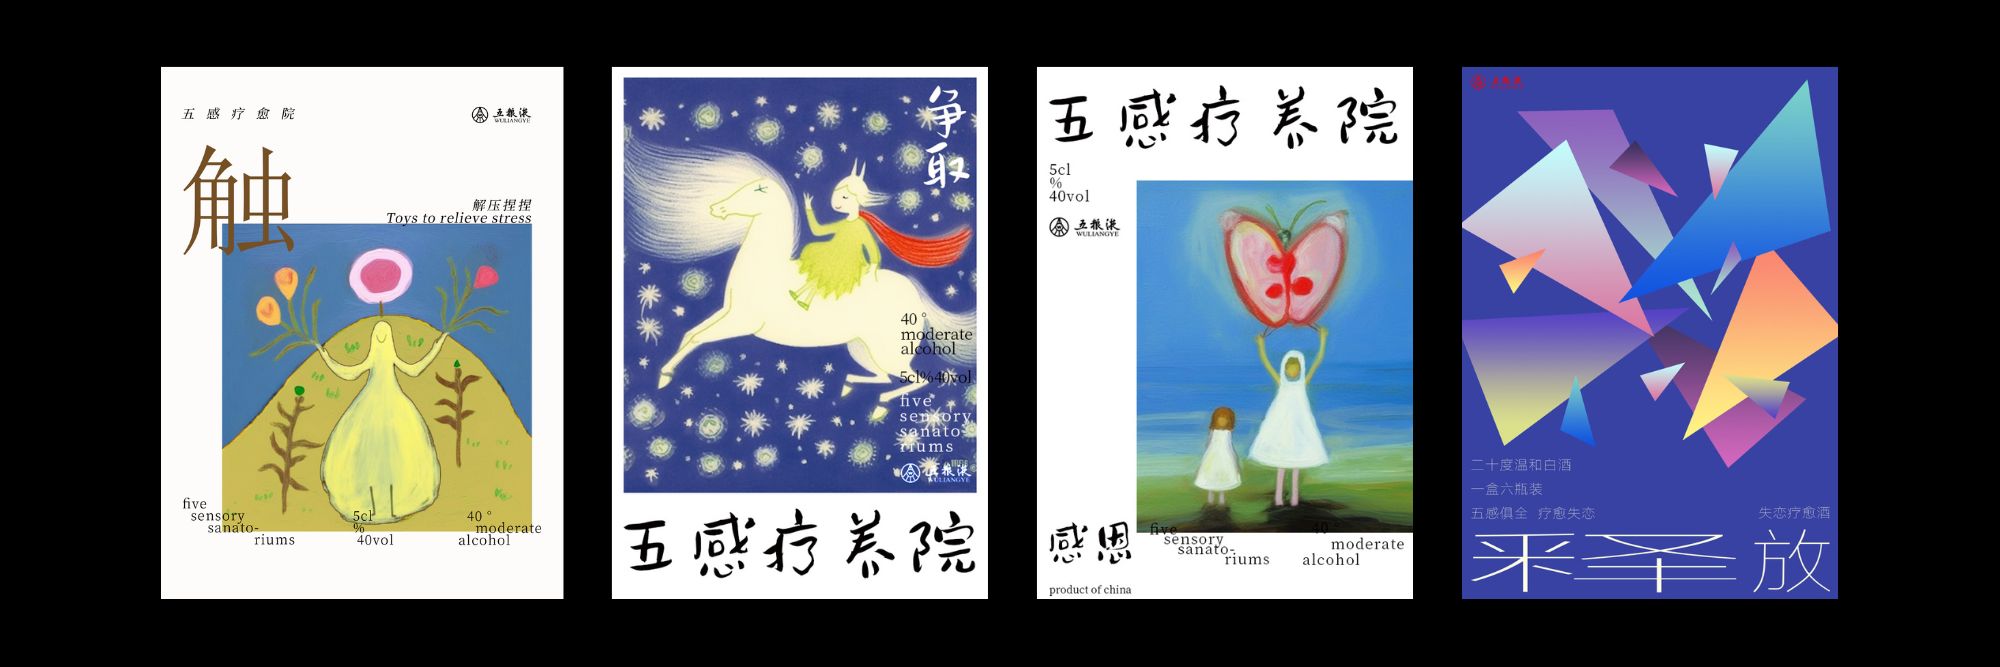 五感疗愈院
五粮液
WULIANGYE
触
解压捏捏
Toys to relieve stress
five
sensory
sanato-
riums
5cl
%
40vol
40 °
moderate
alcohol
争取
40 °
moderate
alcohol
5cl%40vol
five
sensory
sanato-
riums
五粮液
WULIANGYE
五感疗养院
五感疗养院
5cl
%
40vol
五粮液
WULIANGYE
感恩
five
sensory
sanato-
riums
40 °
moderate
alcohol
product of china
五粮液
二十度温和白酒
一盒六瓶装
五感俱全 疗愈失恋
失恋疗愈酒
释放